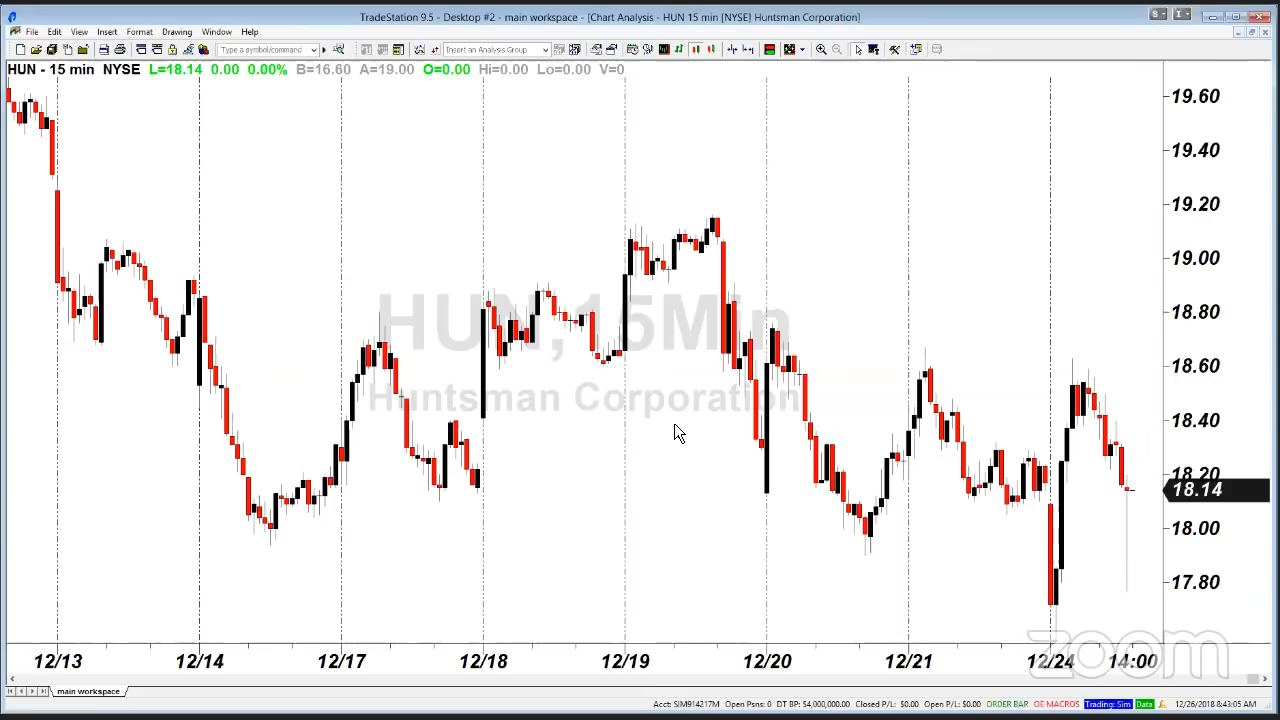 TradeStation 9.5 - Desktop #2 - main workspace - [Chart Analysis - HUN 15 min [NYSE] Huntsman Corporation]
S I
File Edit View Insert Format Drawing Window Help
Type a symbol/command Insert an Analysis Group
HUN - 15 min NYSE L=18.14 0.00 0.00% B=16.60 A=19.00 O=0.00 Hi=0.00 Lo=0.00 V=0
19.60
19.40
19.20
19.00
18.80
HUN, 15Min
18.60
Huntsman Corporation
18.40
18.20
18.14
18.00
17.80
zoom
12/13 12/14 12/17 12/18 12/19 12/20 12/21 12/24 14:00
main workspace
Acct: SIM914217M Open Psns: 0 DT BP: $4,000,000.0 Closed P/L: $0.00 Open P/L: $0.00 ORDER BAR OE MACROS Trading: Sim Data 12/26/2018 8:43:05 AM